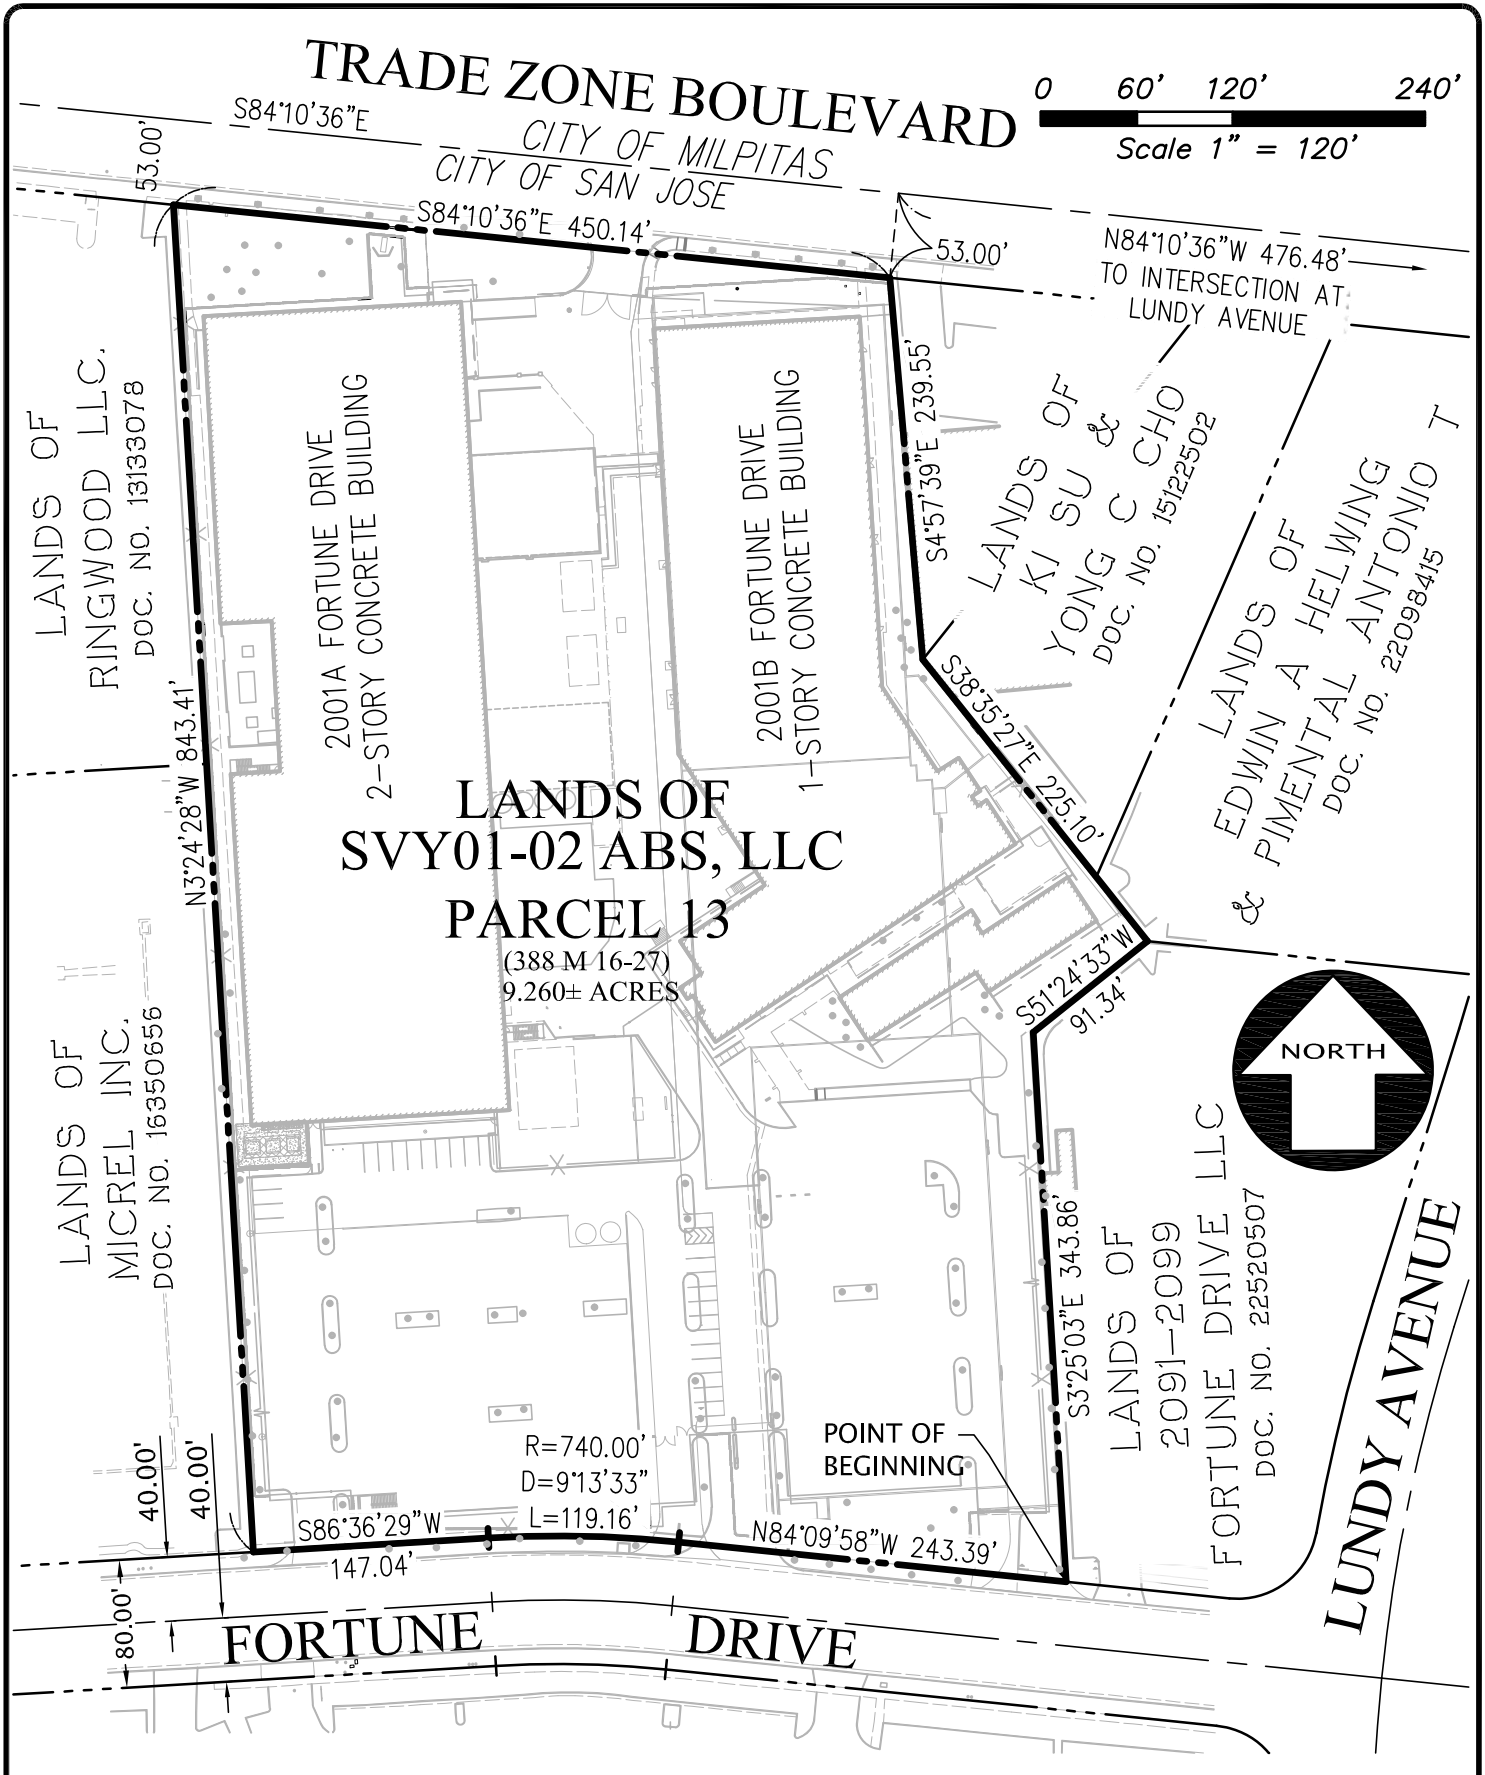 TRADE ZONE BOULEVARD
0 60' 120' 240'
Scale 1" = 120'
S84°10'36"E
CITY OF MILPITAS
CITY OF SAN JOSE
53.00'
S84°10'36"E 450.14'
53.00'
N84°10'36"W 476.48'
TO INTERSECTION AT
LUNDY AVENUE
LANDS OF
RINGWOOD LLC.
DOC. NO. 13133078
2001A FORTUNE DRIVE
2-STORY CONCRETE BUILDING
2001B FORTUNE DRIVE
1-STORY CONCRETE BUILDING
S4°57'39"E 239.55'
LANDS OF
KI SU &
YONG C CHO
DOC. NO. 15122502
LANDS OF
EDWIN A HELWING
& PIMENTAL ANTONIO T
DOC. NO. 22098415
S38°35'27"E 225.10'
N3°24'28"W 843.41'
LANDS OF
SVY01-02 ABS, LLC
PARCEL 13
(388 M 16-27)
9.260± ACRES
S51°24'33"W
91.34'
NORTH
LANDS OF
MICREL INC.
DOC. NO. 16350656
S3°25'03"E 343.86'
LANDS OF
2091-2099
FORTUNE DRIVE LLC
DOC. NO. 22520507
LUNDY AVENUE
POINT OF
BEGINNING
R=740.00'
D=9°13'33"
L=119.16'
40.00'
40.00'
S86°36'29"W
147.04'
N84°09'58"W 243.39'
80.00'
FORTUNE DRIVE